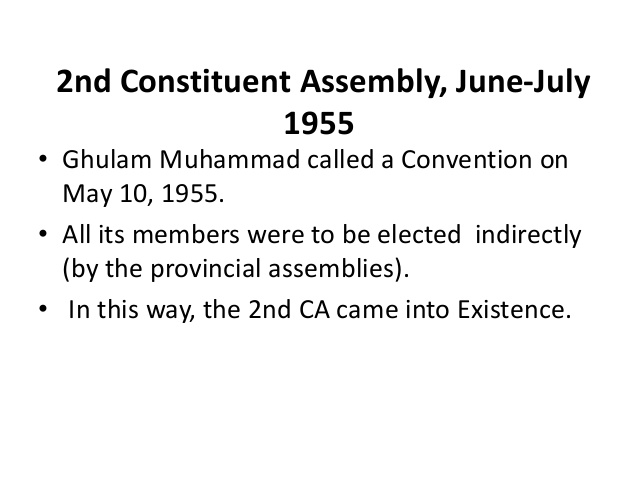 2nd Constituent Assembly, June-July
1955
• Ghulam Muhammad called a Convention on
May 10, 1955.
• All its members were to be elected  indirectly
(by the provincial assemblies).
•  In this way, the 2nd CA came into Existence.